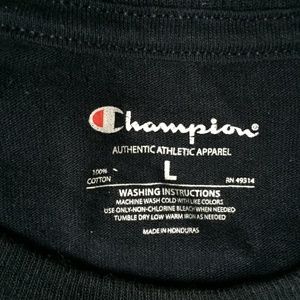 Champion®
AUTHENTIC ATHLETIC APPAREL
100% COTTON
L
RN 49314
WASHING INSTRUCTIONS
MACHINE WASH COLD WITH LIKE COLORS
USE ONLY-NON-CHLORINE BLEACH WHEN NEEDED
TUMBLE DRY LOW WARM IRON AS NEEDED
MADE IN HONDURAS